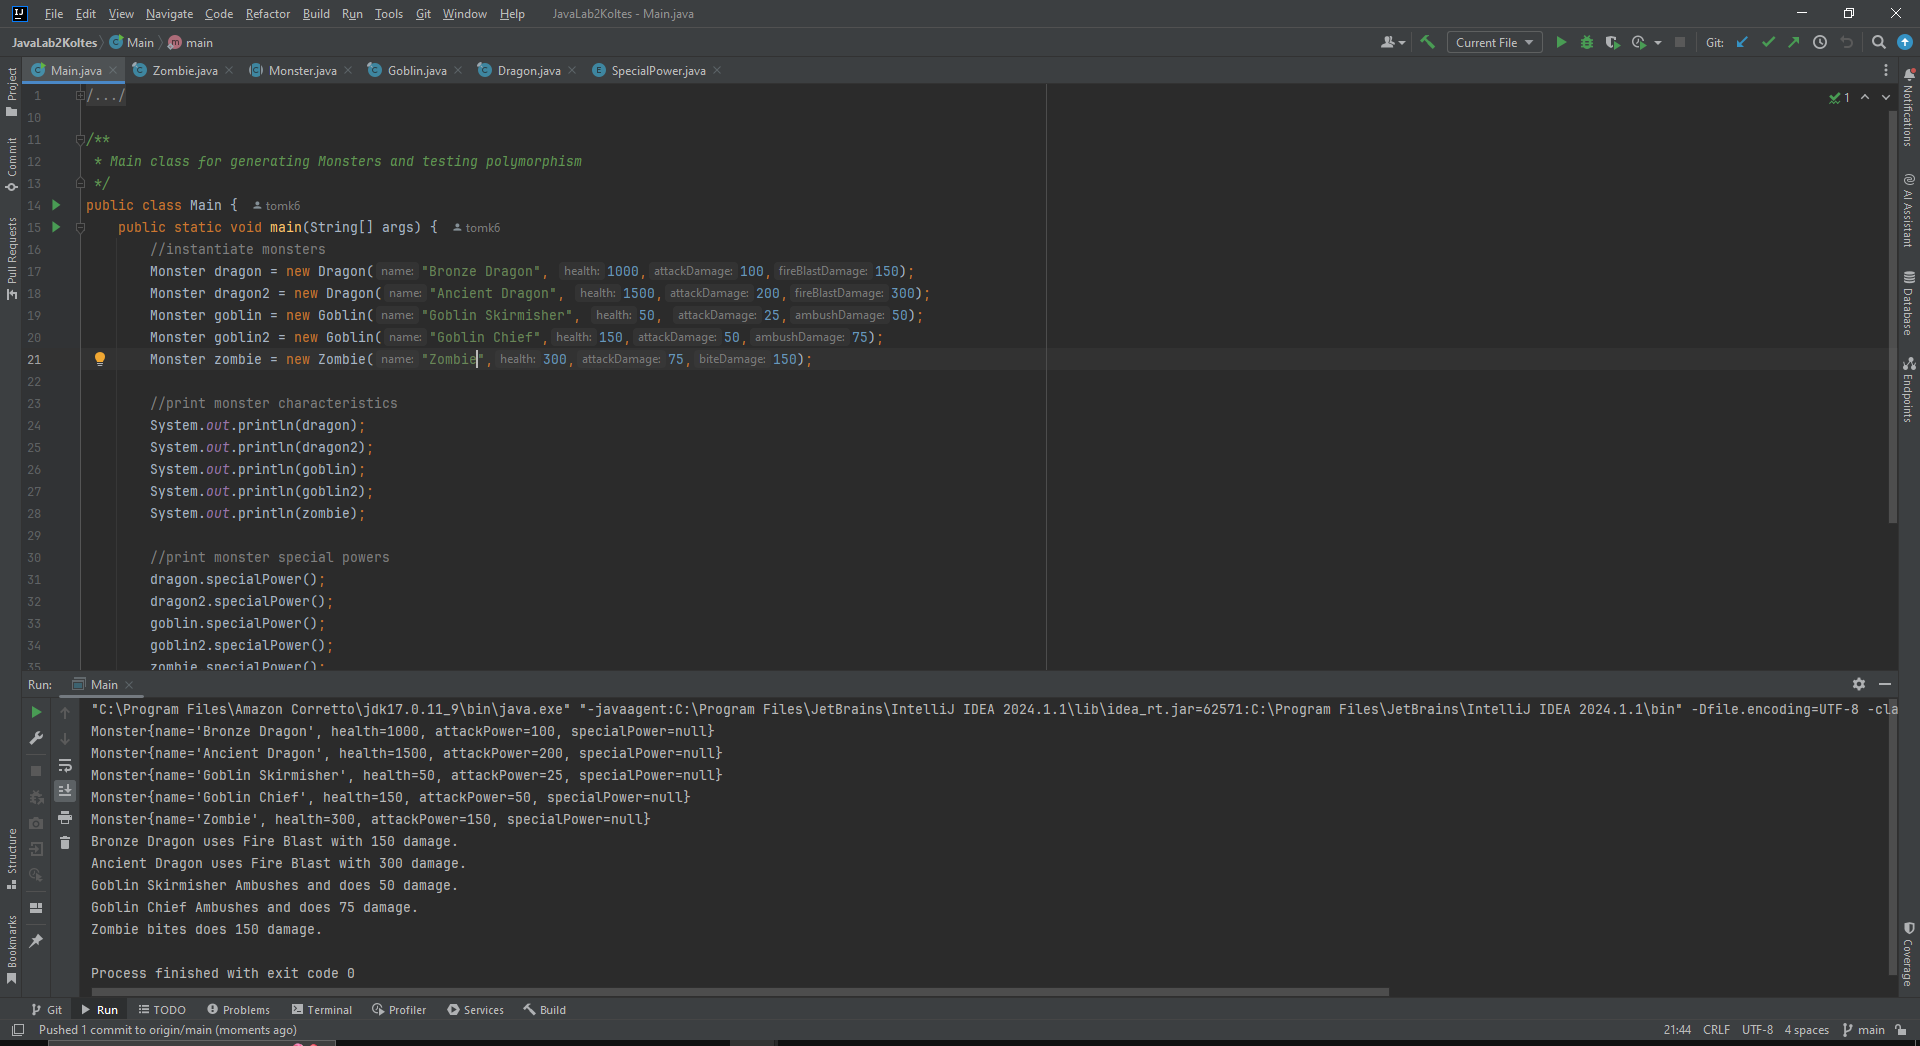 File Edit View Navigate Code Refactor Build Run Tools Git Window Help JavaLab2Koltes - Main.java
JavaLab2Koltes Main main Current File Git:
Main.java Zombie.java Monster.java Goblin.java Dragon.java SpecialPower.java
Project
Commit
Pull Requests
Structure
Bookmarks
1 /.../ 1
10
11 /**
12 * Main class for generating Monsters and testing polymorphism
13 */
14 public class Main { tomk6
15 public static void main(String[] args) { tomk6
16 //instantiate monsters
17 Monster dragon = new Dragon( name: "Bronze Dragon", health: 1000, attackDamage: 100, fireBlastDamage: 150);
18 Monster dragon2 = new Dragon( name: "Ancient Dragon", health: 1500, attackDamage: 200, fireBlastDamage: 300);
19 Monster goblin = new Goblin( name: "Goblin Skirmisher", health: 50, attackDamage: 25, ambushDamage: 50);
20 Monster goblin2 = new Goblin( name: "Goblin Chief", health: 150, attackDamage: 50, ambushDamage: 75);
21 Monster zombie = new Zombie( name: "Zombie", health: 300, attackDamage: 75, biteDamage: 150);
22
23 //print monster characteristics
24 System.out.println(dragon);
25 System.out.println(dragon2);
26 System.out.println(goblin);
27 System.out.println(goblin2);
28 System.out.println(zombie);
29
30 //print monster special powers
31 dragon.specialPower();
32 dragon2.specialPower();
33 goblin.specialPower();
34 goblin2.specialPower();
35 zombie.specialPower();
Notifications
AI Assistant
Database
Endpoints
Coverage
Run: Main
"C:\Program Files\Amazon Corretto\jdk17.0.11_9\bin\java.exe" "-javaagent:C:\Program Files\JetBrains\IntelliJ IDEA 2024.1.1\lib\idea_rt.jar=62571:C:\Program Files\JetBrains\IntelliJ IDEA 2024.1.1\bin" -Dfile.encoding=UTF-8 -cla
Monster{name='Bronze Dragon', health=1000, attackPower=100, specialPower=null}
Monster{name='Ancient Dragon', health=1500, attackPower=200, specialPower=null}
Monster{name='Goblin Skirmisher', health=50, attackPower=25, specialPower=null}
Monster{name='Goblin Chief', health=150, attackPower=50, specialPower=null}
Monster{name='Zombie', health=300, attackPower=150, specialPower=null}
Bronze Dragon uses Fire Blast with 150 damage.
Ancient Dragon uses Fire Blast with 300 damage.
Goblin Skirmisher Ambushes and does 50 damage.
Goblin Chief Ambushes and does 75 damage.
Zombie bites does 150 damage.
Process finished with exit code 0
Git Run TODO Problems Terminal Profiler Services Build
Pushed 1 commit to origin/main (moments ago) 21:44 CRLF UTF-8 4 spaces main